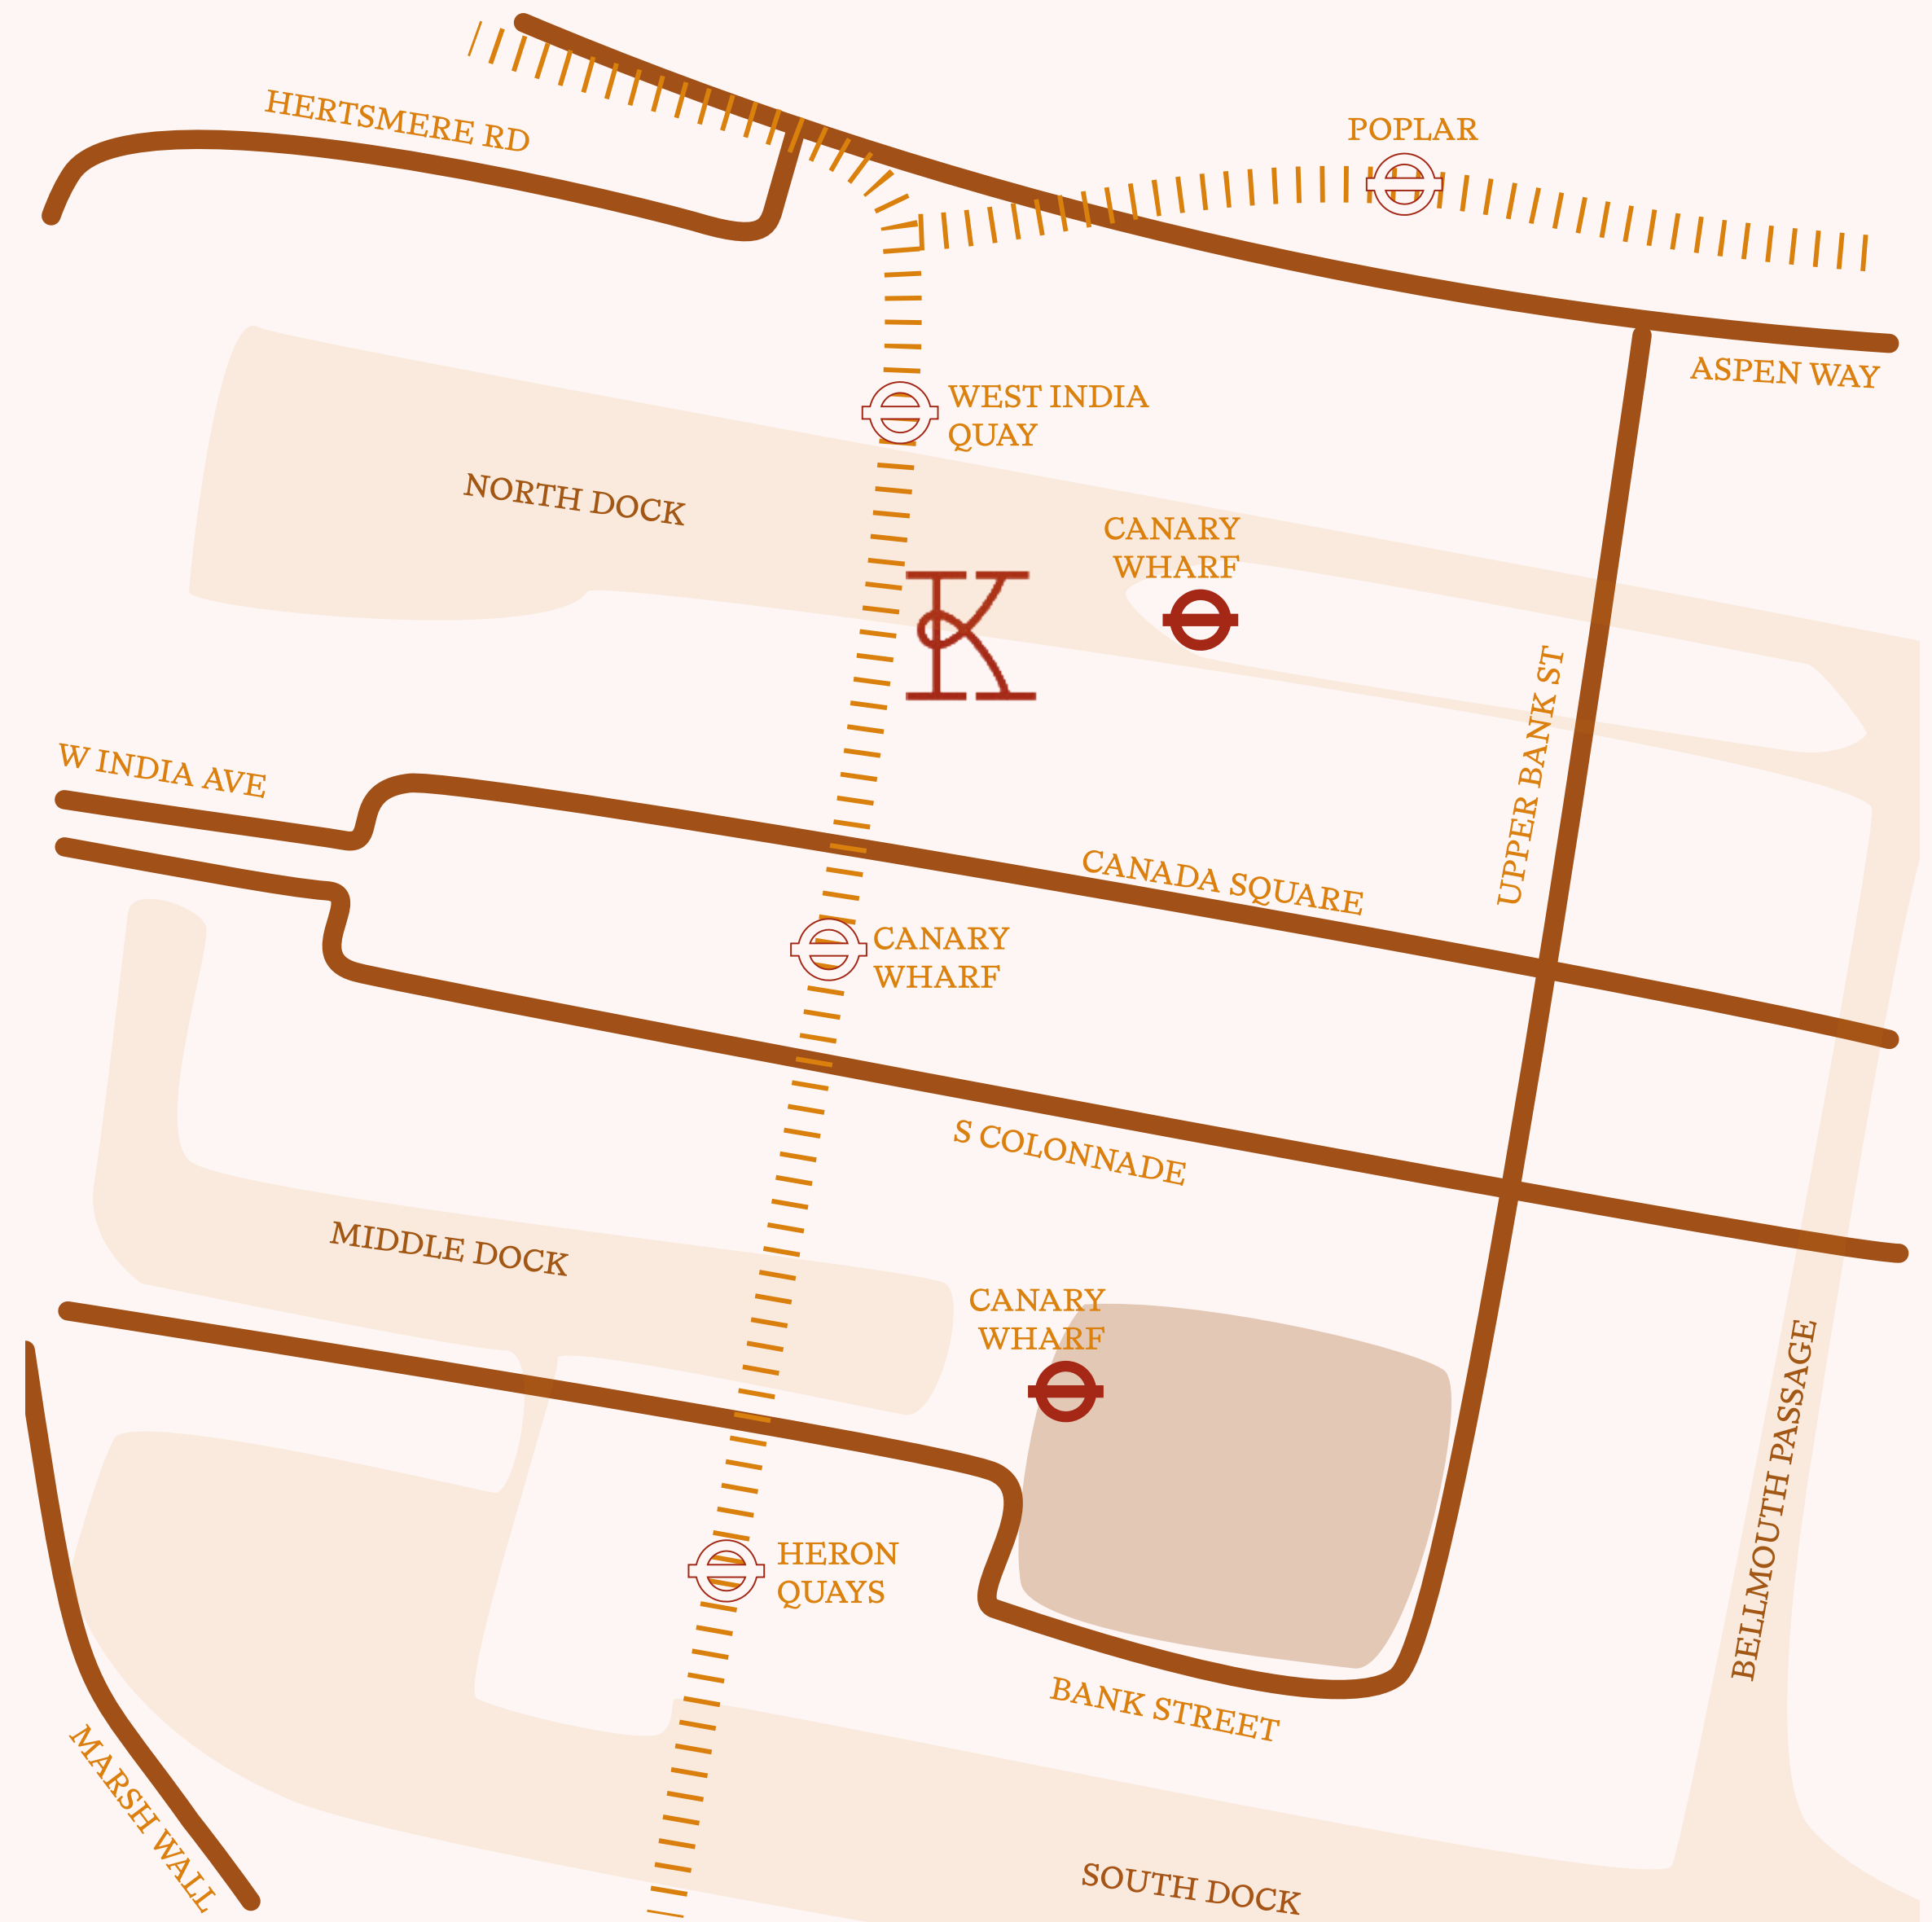 HERTSMERE RD
POPLAR
ASPEN WAY
WEST INDIA
QUAY
NORTH DOCK
CANARY
WHARF
K
UPPER BANK ST
W INDIA AVE
CANADA SQUARE
CANARY
WHARF
S COLONNADE
MIDDLE DOCK
CANARY
WHARF
BELLMOUTH PASSAGE
HERON
QUAYS
BANK STREET
MARSH WALL
SOUTH DOCK